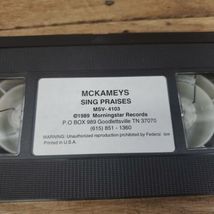 MCKAMEYS
SING PRAISES
MSV- 4103
©1989 Morningstar Records
P.O BOX 989 Goodlettsville TN 37070
(615) 851 - 1360
WARNING: Unauthorized reproduction prohibited by Federal law
Printed in U.S.A.